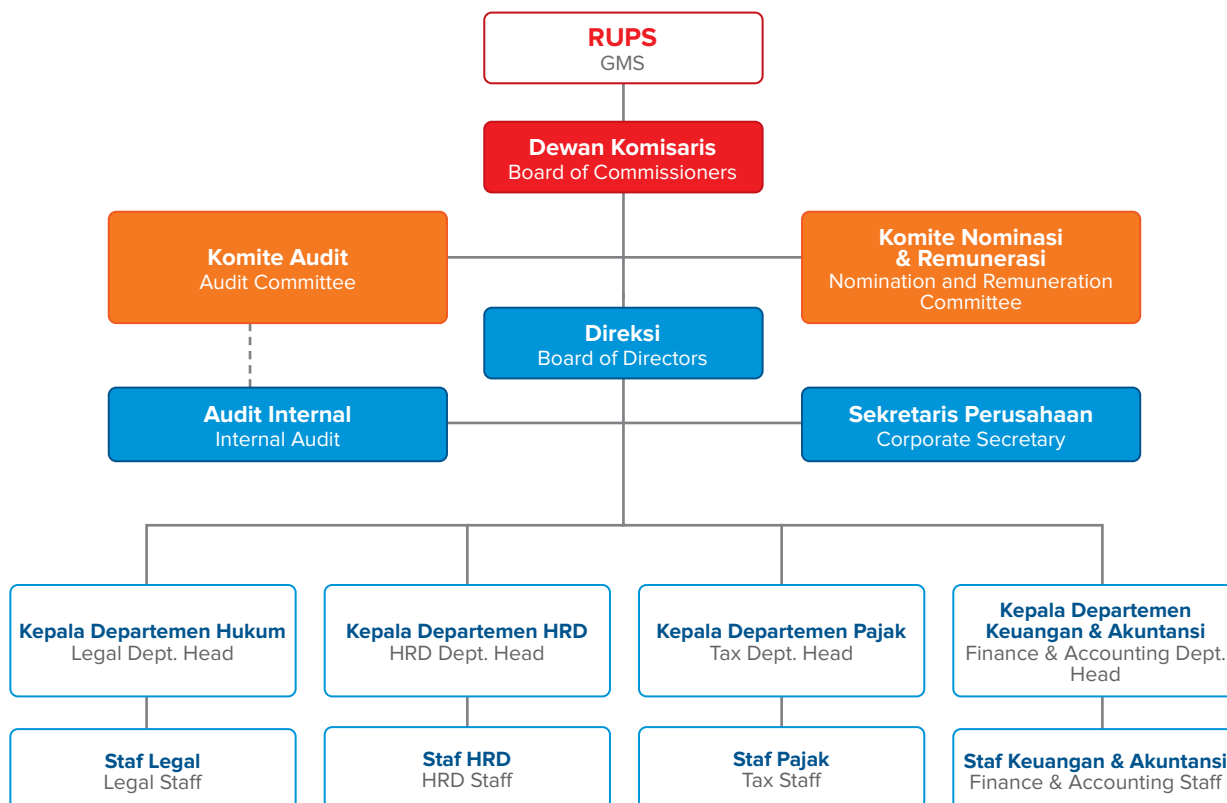 RUPS
GMS
Dewan Komisaris
Board of Commissioners
Komite Audit
Audit Committee
Komite Nominasi
& Remunerasi
Nomination and Remuneration
Committee
Direksi
Board of Directors
Audit Internal
Internal Audit
Sekretaris Perusahaan
Corporate Secretary
Kepala Departemen Hukum
Legal Dept. Head
Kepala Departemen HRD
HRD Dept. Head
Kepala Departemen Pajak
Tax Dept. Head
Kepala Departemen
Keuangan & Akuntansi
Finance & Accounting Dept.
Head
Staf Legal
Legal Staff
Staf HRD
HRD Staff
Staf Pajak
Tax Staff
Staf Keuangan & Akuntansi
Finance & Accounting Staff